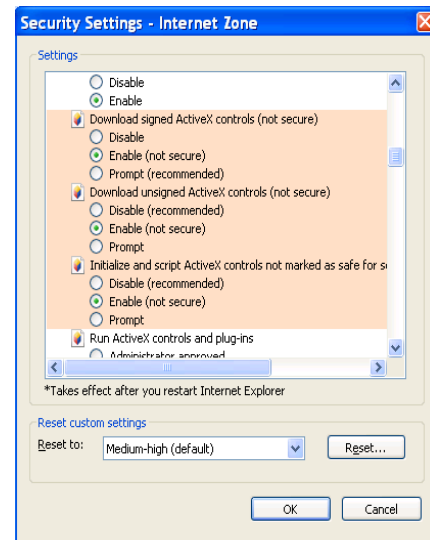 Security Settings - Internet Zone
Settings
Disable
Enable
Download signed ActiveX controls (not secure)
Disable
Enable (not secure)
Prompt (recommended)
Download unsigned ActiveX controls (not secure)
Disable (recommended)
Enable (not secure)
Prompt
Initialize and script ActiveX controls not marked as safe for s
Disable (recommended)
Enable (not secure)
Prompt
Run ActiveX controls and plug-ins
Administrator approved
*Takes effect after you restart Internet Explorer
Reset custom settings
Reset to:
Medium-high (default)
Reset...
OK
Cancel